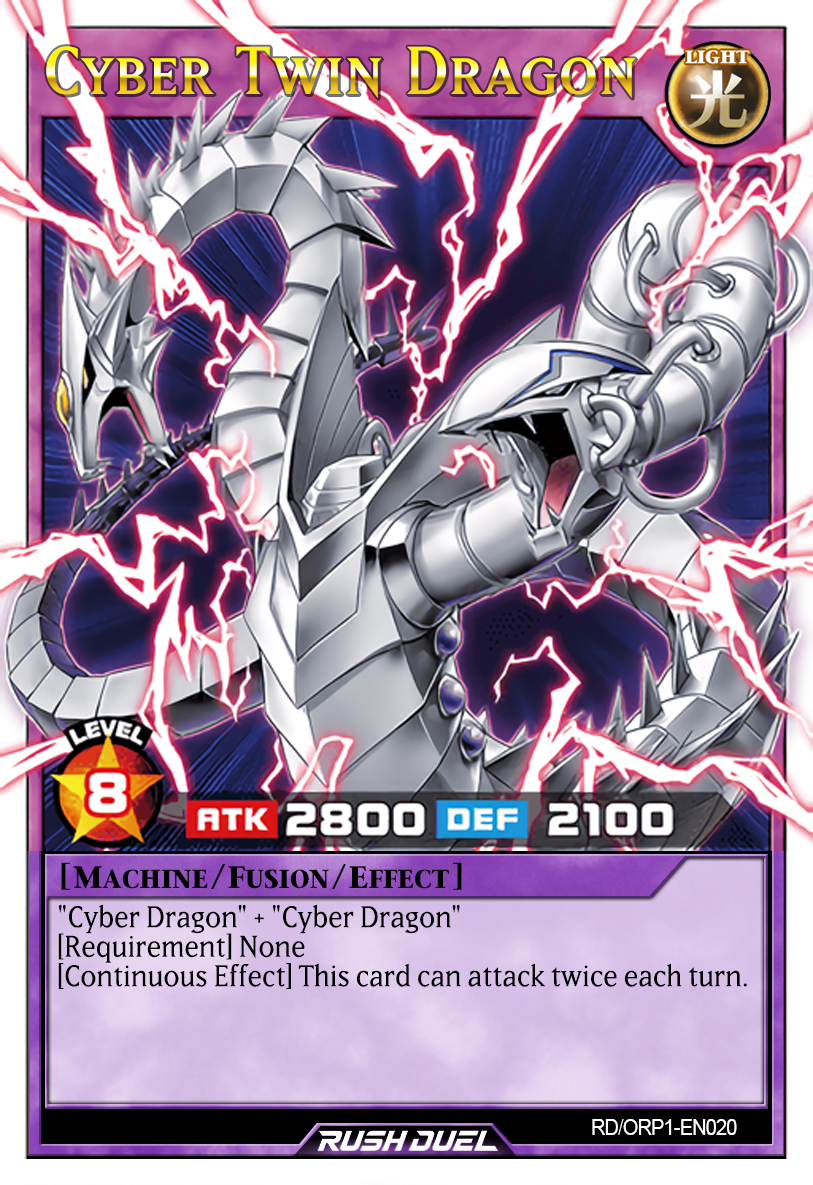 CYBER TWIN DRAGON
LIGHT
光
LEVEL
8
ATK 2800 DEF 2100
[MACHINE/FUSION/EFFECT]
"Cyber Dragon" + "Cyber Dragon"
[Requirement] None
[Continuous Effect] This card can attack twice each turn.
RD/ORP1-EN020
RUSH DUEL